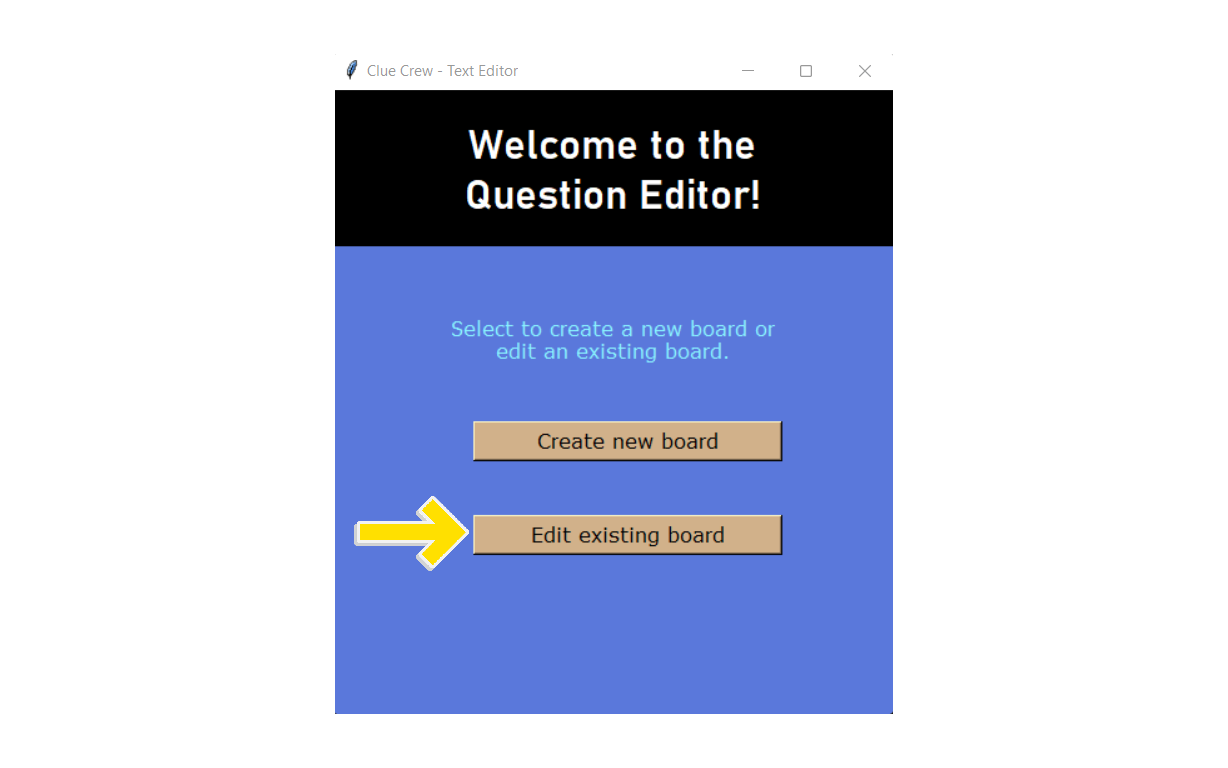 Clue Crew - Text Editor
Welcome to the
Question Editor!
Select to create a new board or
edit an existing board.
Create new board
Edit existing board